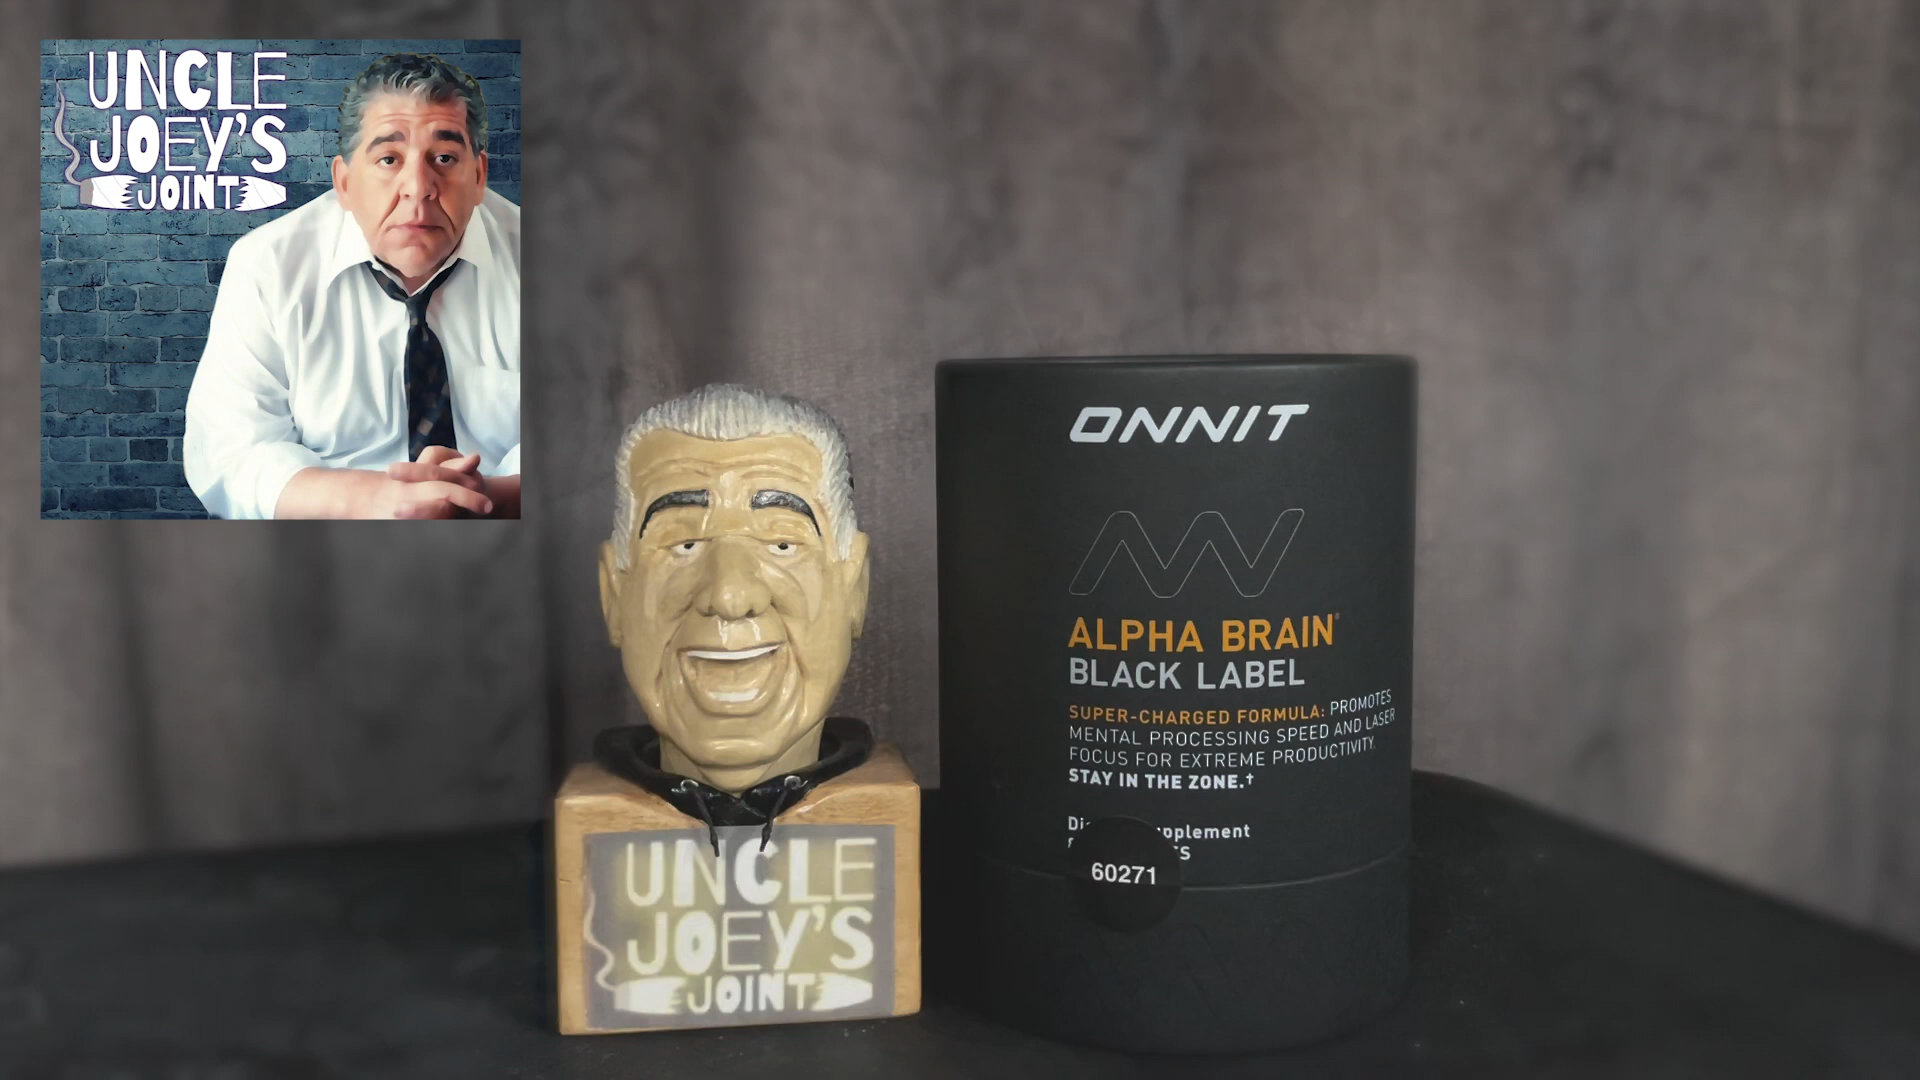 UNCLE
JOEY'S
JOINT
ONNIT
ALPHA BRAIN®
BLACK LABEL
SUPER-CHARGED FORMULA: PROMOTES
MENTAL PROCESSING SPEED AND LASER
FOCUS FOR EXTREME PRODUCTIVITY.
STAY IN THE ZONE.†
60271
UNCLE
JOEY'S
JOINT